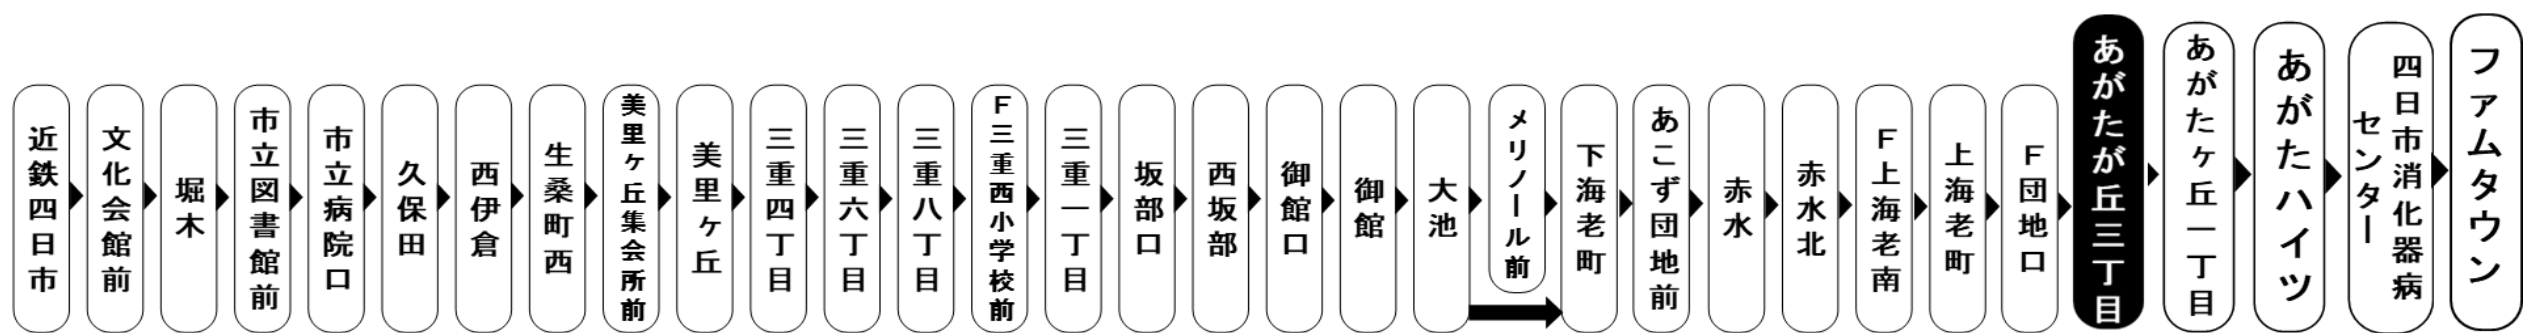 近鉄四日市
文化会館前
堀木
市立図書館前
市立病院口
久保田
西伊倉
生桑町西
美里ヶ丘集会所前
美里ヶ丘
三重四丁目
三重六丁目
三重八丁目
F三重西小学校前
三重一丁目
坂部口
西坂部
御館口
御館
大池
メリノール前
下海老町
あこず団地前
赤水
赤水北
F上海老南
上海老町
F団地口
あがたが丘三丁目
あがたヶ丘一丁目
あがたハイツ
四日市消化器病
センター
ファムタウン